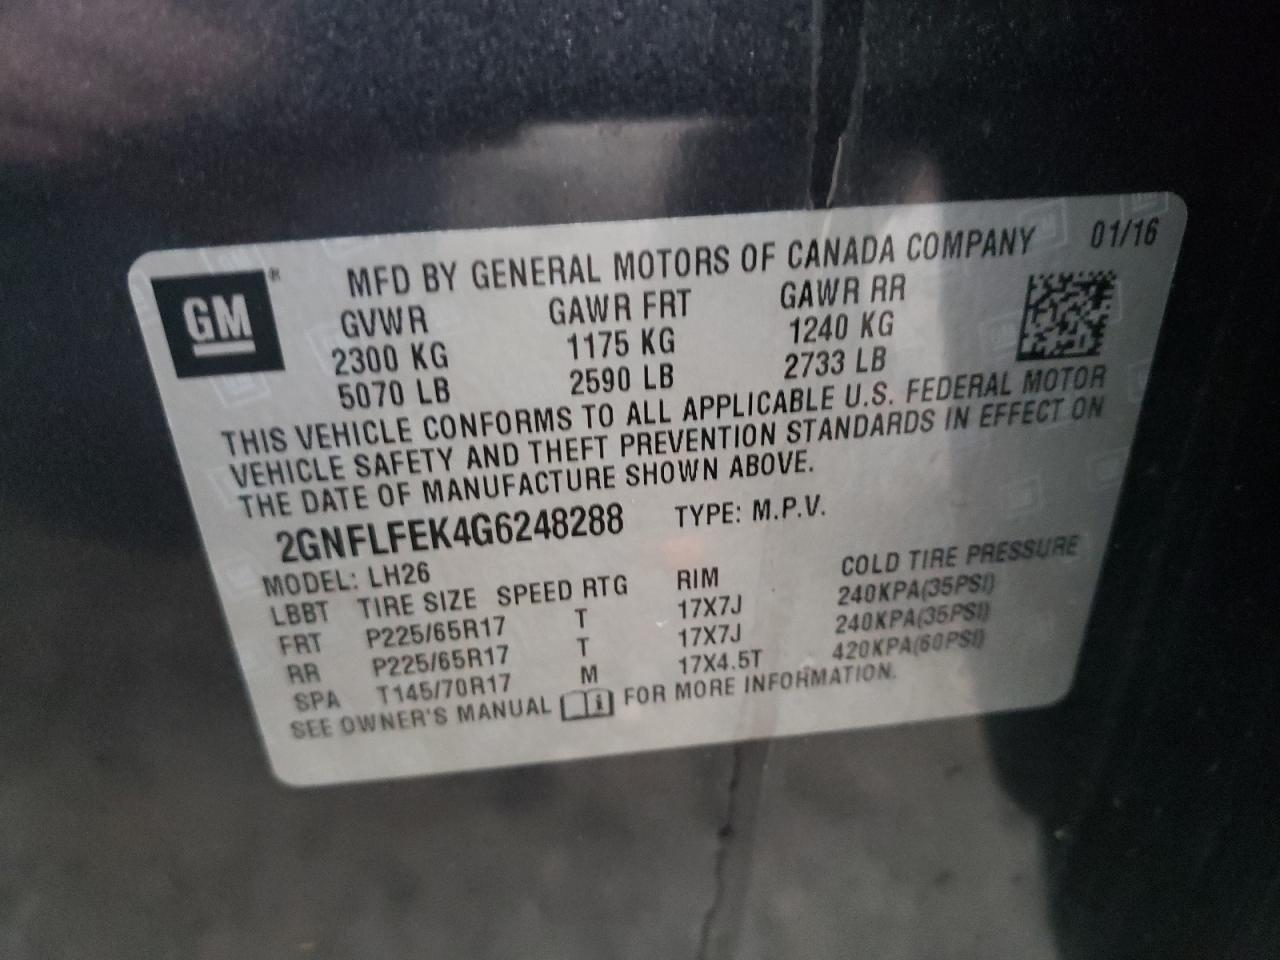 GM®
MFD BY GENERAL MOTORS OF CANADA COMPANY 01/16
GVWR GAWR FRT GAWR RR
2300 KG 1175 KG 1240 KG
5070 LB 2590 LB 2733 LB
THIS VEHICLE CONFORMS TO ALL APPLICABLE U.S. FEDERAL MOTOR
VEHICLE SAFETY AND THEFT PREVENTION STANDARDS IN EFFECT ON
THE DATE OF MANUFACTURE SHOWN ABOVE.
2GNFLFEK4G6248288 TYPE: M.P.V.
MODEL: LH26
LBBT TIRE SIZE SPEED RTG RIM COLD TIRE PRESSURE
FRT P225/65R17 T 17X7J 240KPA(35PSI)
RR P225/65R17 T 17X7J 240KPA(35PSI)
SPA T145/70R17 M 17X4.5T 420KPA(60PSI)
SEE OWNER'S MANUAL i FOR MORE INFORMATION.